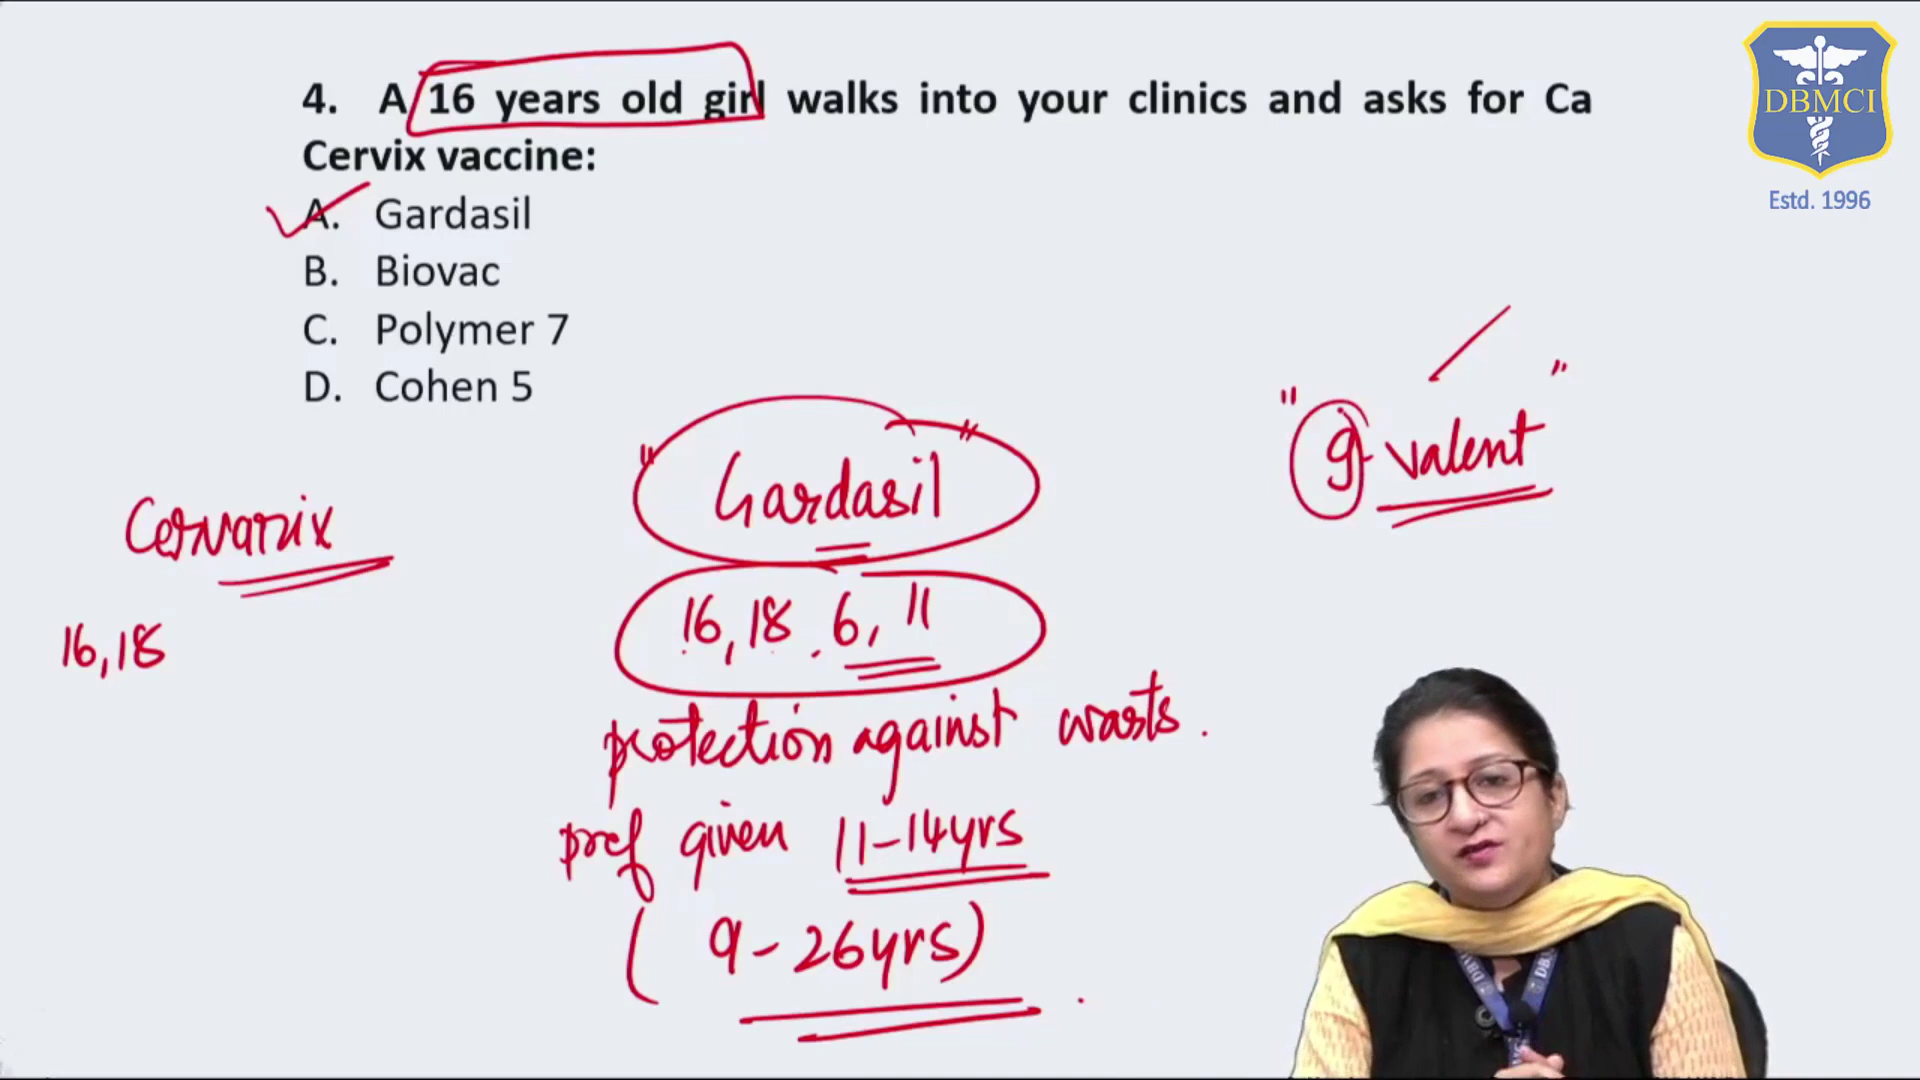 4. A 16 years old girl walks into your clinics and asks for Ca
Cervix vaccine:
A. Gardasil
B. Biovac
C. Polymer 7
D. Cohen 5
DBMCI
Estd. 1996
"9-valent"
"Gardasil"
Cervarix
16, 18, 6, 11
16, 18
protection against warts.
pref given 11-14yrs
(9-26yrs)